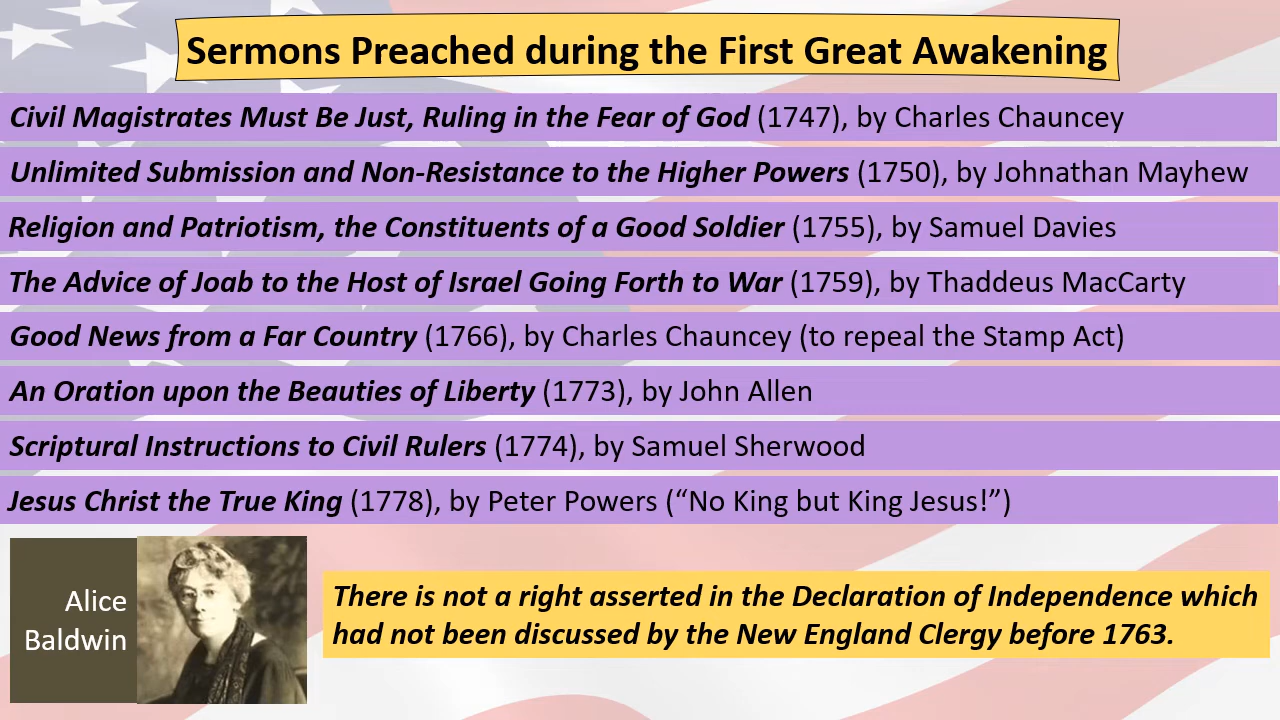 Sermons Preached during the First Great Awakening
Civil Magistrates Must Be Just, Ruling in the Fear of God (1747), by Charles Chauncey
Unlimited Submission and Non-Resistance to the Higher Powers (1750), by Johnathan Mayhew
Religion and Patriotism, the Constituents of a Good Soldier (1755), by Samuel Davies
The Advice of Joab to the Host of Israel Going Forth to War (1759), by Thaddeus MacCarty
Good News from a Far Country (1766), by Charles Chauncey (to repeal the Stamp Act)
An Oration upon the Beauties of Liberty (1773), by John Allen
Scriptural Instructions to Civil Rulers (1774), by Samuel Sherwood
Jesus Christ the True King (1778), by Peter Powers (“No King but King Jesus!”)
Alice
Baldwin
There is not a right asserted in the Declaration of Independence which
had not been discussed by the New England Clergy before 1763.